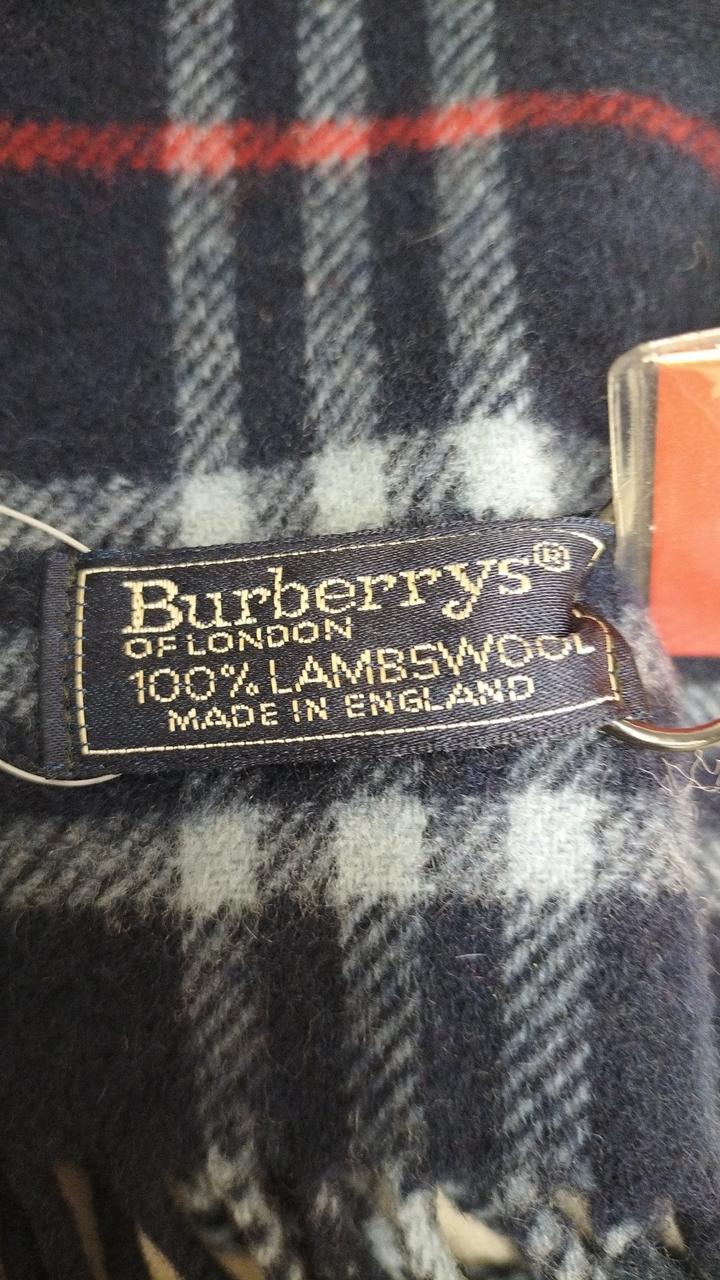 Burberrys®
OF LONDON
100% LAMBSWOOL
MADE IN ENGLAND